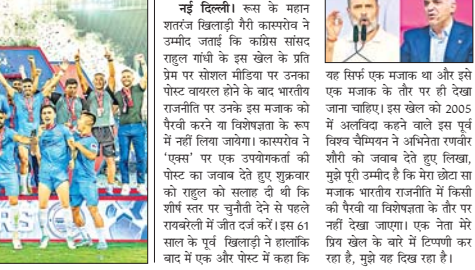 नई दिल्ली। रूस के महान
शतरंज खिलाड़ी गैरी कास्परोव ने
उम्मीद जताई कि कांग्रेस सांसद
राहुल गांधी के इस खेल के प्रति
प्रेम पर सोशल मीडिया पर उनका
पोस्ट वायरल होने के बाद भारतीय
राजनीति पर उनके इस मजाक को
पैरवी करने या विशेषज्ञता के रूप
में नहीं लिया जायेगा। कास्परोव ने
‘एक्स’ पर एक उपयोगकर्ता की
पोस्ट का जवाब देते हुए शुक्रवार
को राहुल को सलाह दी थी कि
शीर्ष स्तर पर चुनौती देने से पहले
रायबरेली में जीत दर्ज करें। इस 61
साल के पूर्व खिलाड़ी ने हालांकि
बाद में एक और पोस्ट में कहा कि
यह सिर्फ एक मजाक था और इसे
एक मजाक के तौर पर ही देखा
जाना चाहिए। इस खेल को 2005
में अलविदा कहने वाले इस पूर्व
विश्व चैम्पियन ने अभिनेता रणवीर
शौरी को जवाब देते हुए लिखा,
मुझे पूरी उम्मीद है कि मेरा छोटा सा
मजाक भारतीय राजनीति में किसी
की पैरवी या विशेषज्ञता के तौर पर
नहीं देखा जाएगा। एक नेता मेरे
प्रिय खेल के बारे में टिप्पणी कर
रहा है, मुझे यह दिख रहा है।